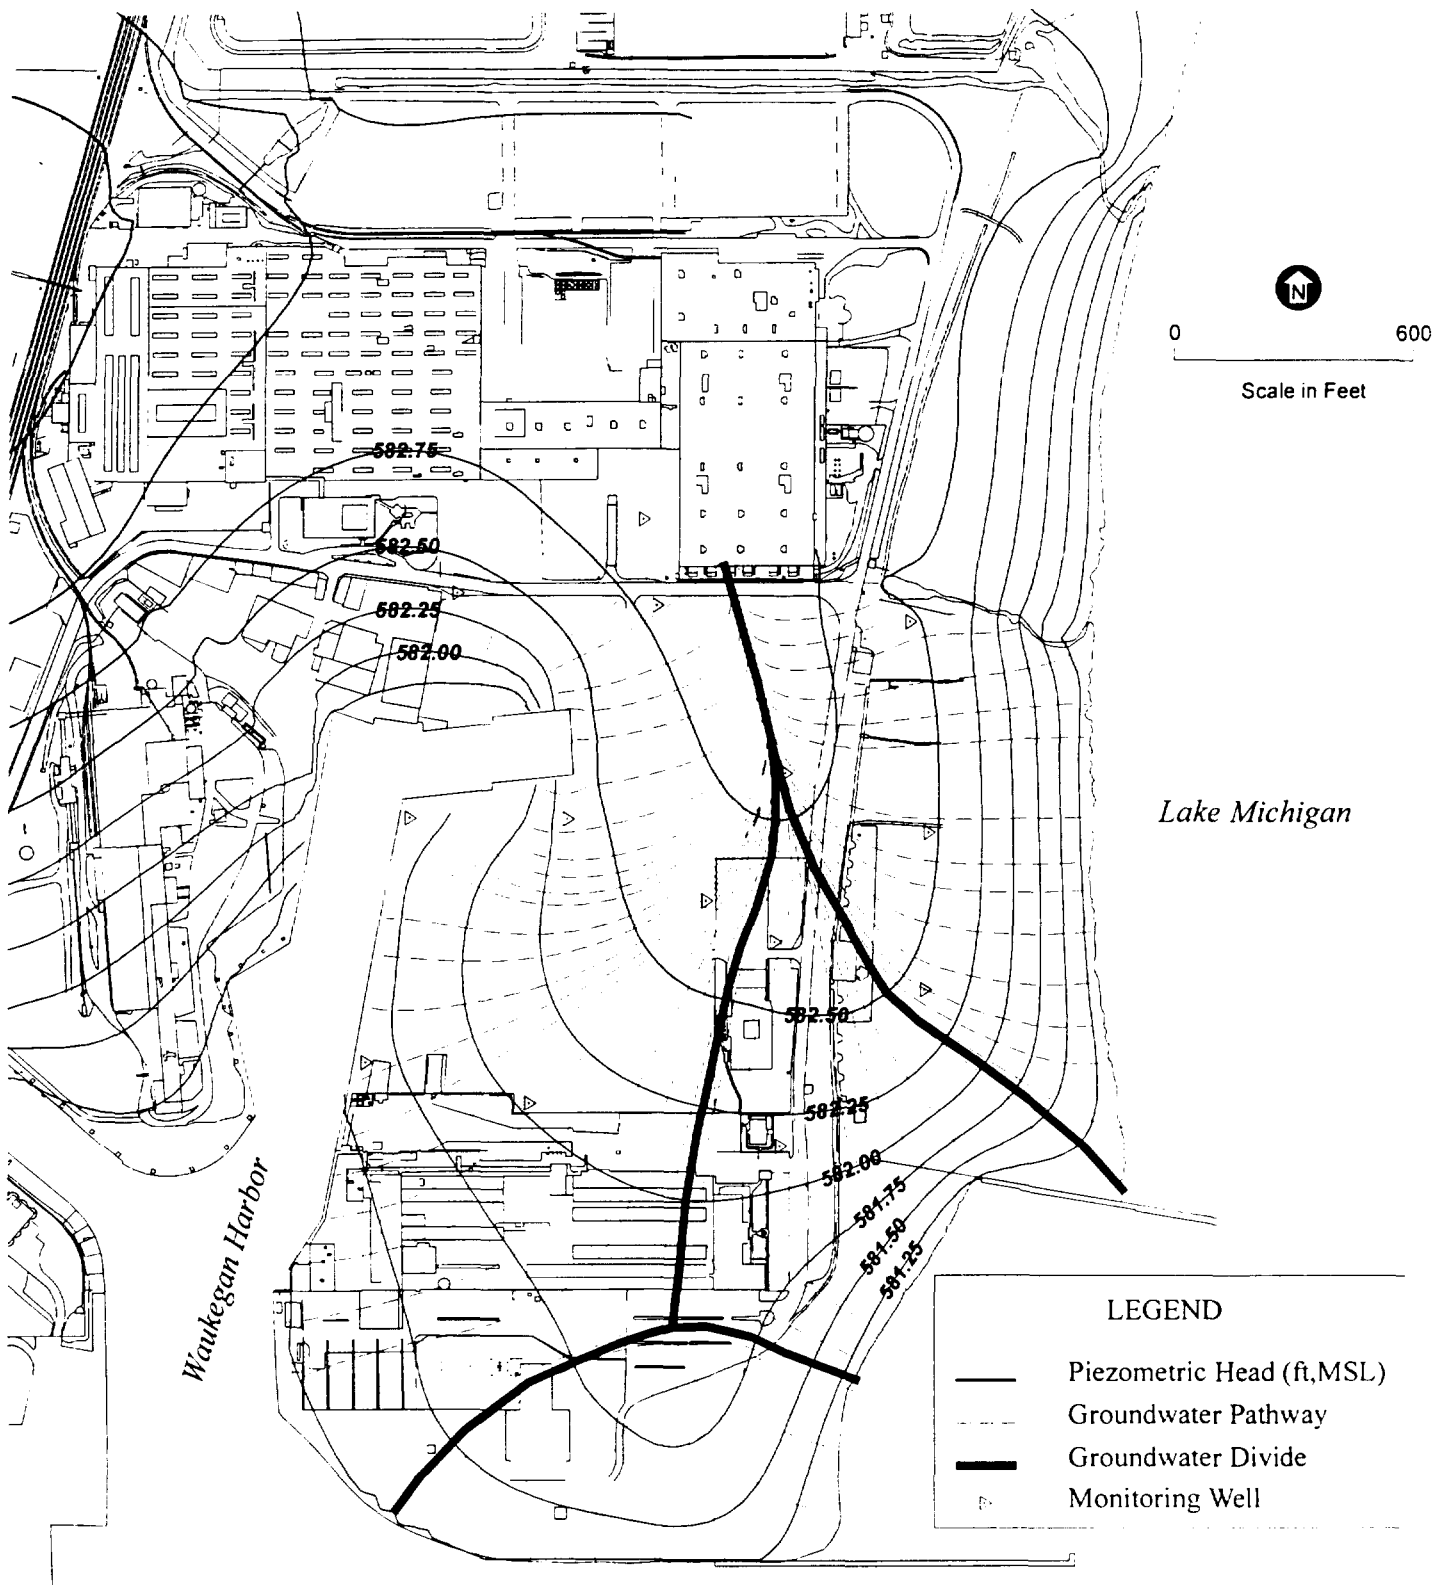 N
0 600
Scale in Feet
582.75
582.50
582.25
582.00
Lake Michigan
582.50
582.25
582.00
581.75
581.50
581.25
Waukegan Harbor
LEGEND
Piezometric Head (ft,MSL)
Groundwater Pathway
Groundwater Divide
Monitoring Well